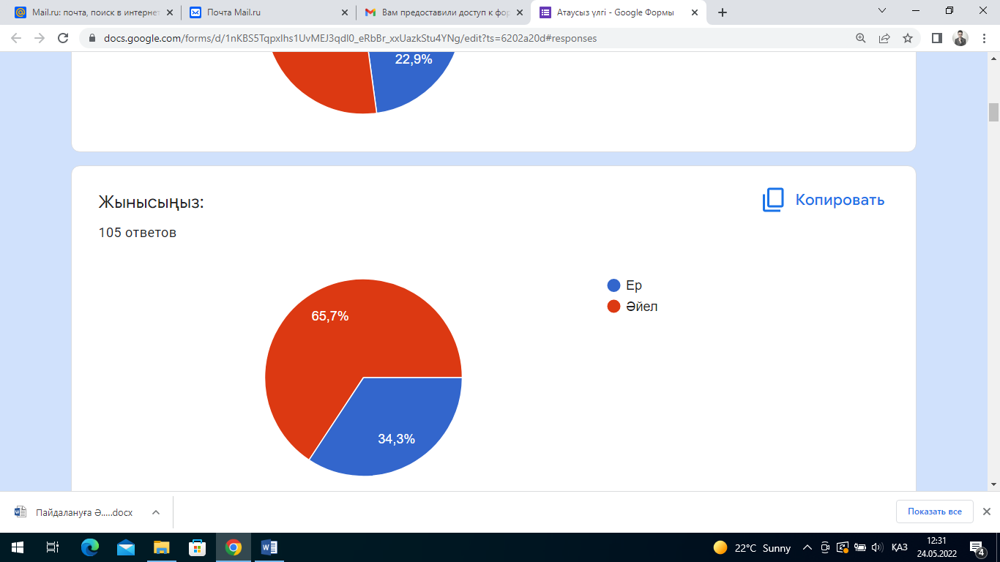 Mail.ru: почта, поиск в интернет
Почта Mail.ru
Вам предоставили доступ к фор
Атаусыз үлгі - Google Формы
docs.google.com/forms/d/1nKBS5TqpxIhs1UvMEJ3qdI0_eRbBr_xxUazkStu4YNg/edit?ts=6202a20d#responses
22,9%
Жынысыңыз:
Копировать
105 ответов
Ер
Әйел
65,7%
34,3%
Пайдалануға Ә.....docx
Показать все
22°C Sunny
ҚАЗ
12:31
24.05.2022
4